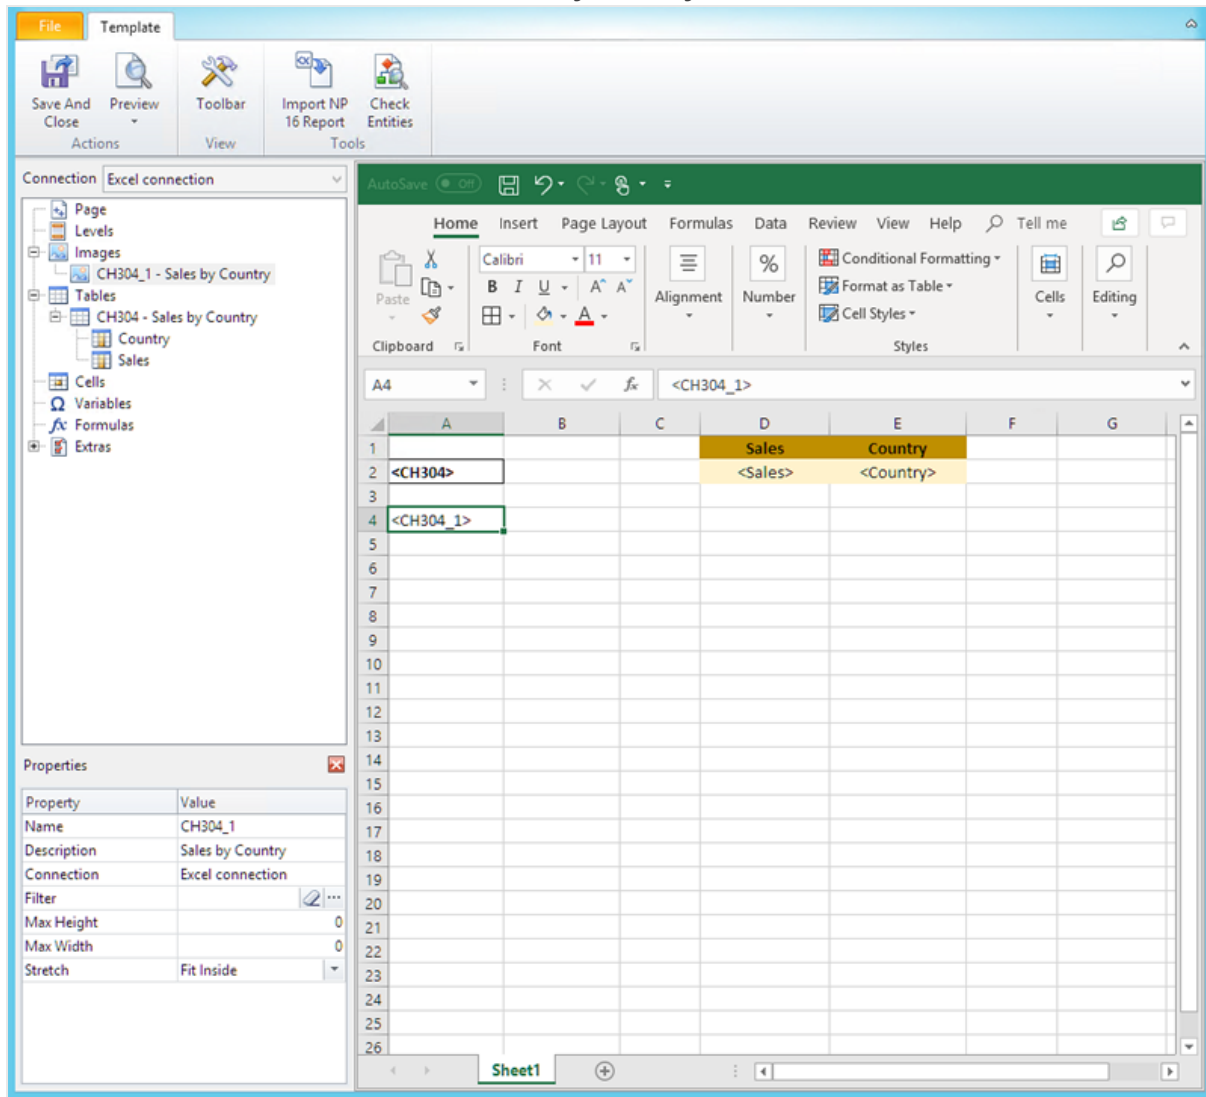 File Template
Save And Close
Preview
Toolbar
Import NP 16 Report
Check Entities
Actions View Tools
Connection Excel connection
Page
Levels
Images
CH304_1 - Sales by Country
Tables
CH304 - Sales by Country
Country
Sales
Cells
Ω Variables
fx Formulas
Extras
Properties
Property Value
Name CH304_1
Description Sales by Country
Connection Excel connection
Filter ...
Max Height 0
Max Width 0
Stretch Fit Inside
AutoSave Off
Home Insert Page Layout Formulas Data Review View Help Tell me
Paste
Calibri 11
B I U A A
A
Alignment
%
Number
Conditional Formatting
Format as Table
Cell Styles
Cells
Editing
Clipboard Font Styles
A4 fx <CH304_1>
A B C D E F G
1 Sales Country
2 <CH304> <Sales> <Country>
3
4 <CH304_1>
5
6
7
8
9
10
11
12
13
14
15
16
17
18
19
20
21
22
23
24
25
26
Sheet1